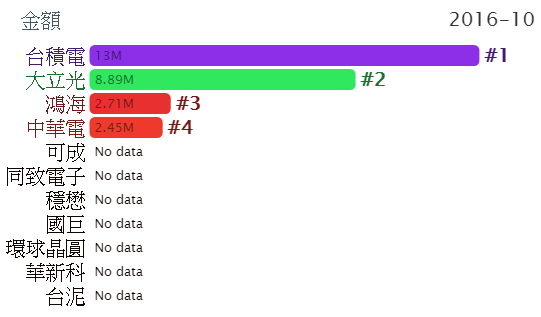 金額 2016-10
台積電 13M #1
大立光 8.89M #2
鴻海 2.71M #3
中華電 2.45M #4
可成 No data
同致電子 No data
穩懋 No data
國巨 No data
環球晶圓 No data
華新科 No data
台泥 No data